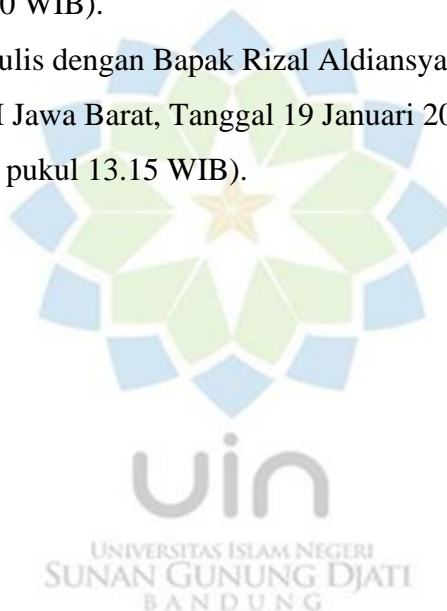 0 WIB).
ulis dengan Bapak Rizal Aldiansya
I Jawa Barat, Tanggal 19 Januari 20
pukul 13.15 WIB).
uin
UNIVERSITAS ISLAM NEGERI
SUNAN GUNUNG DJATI
BANDUNG